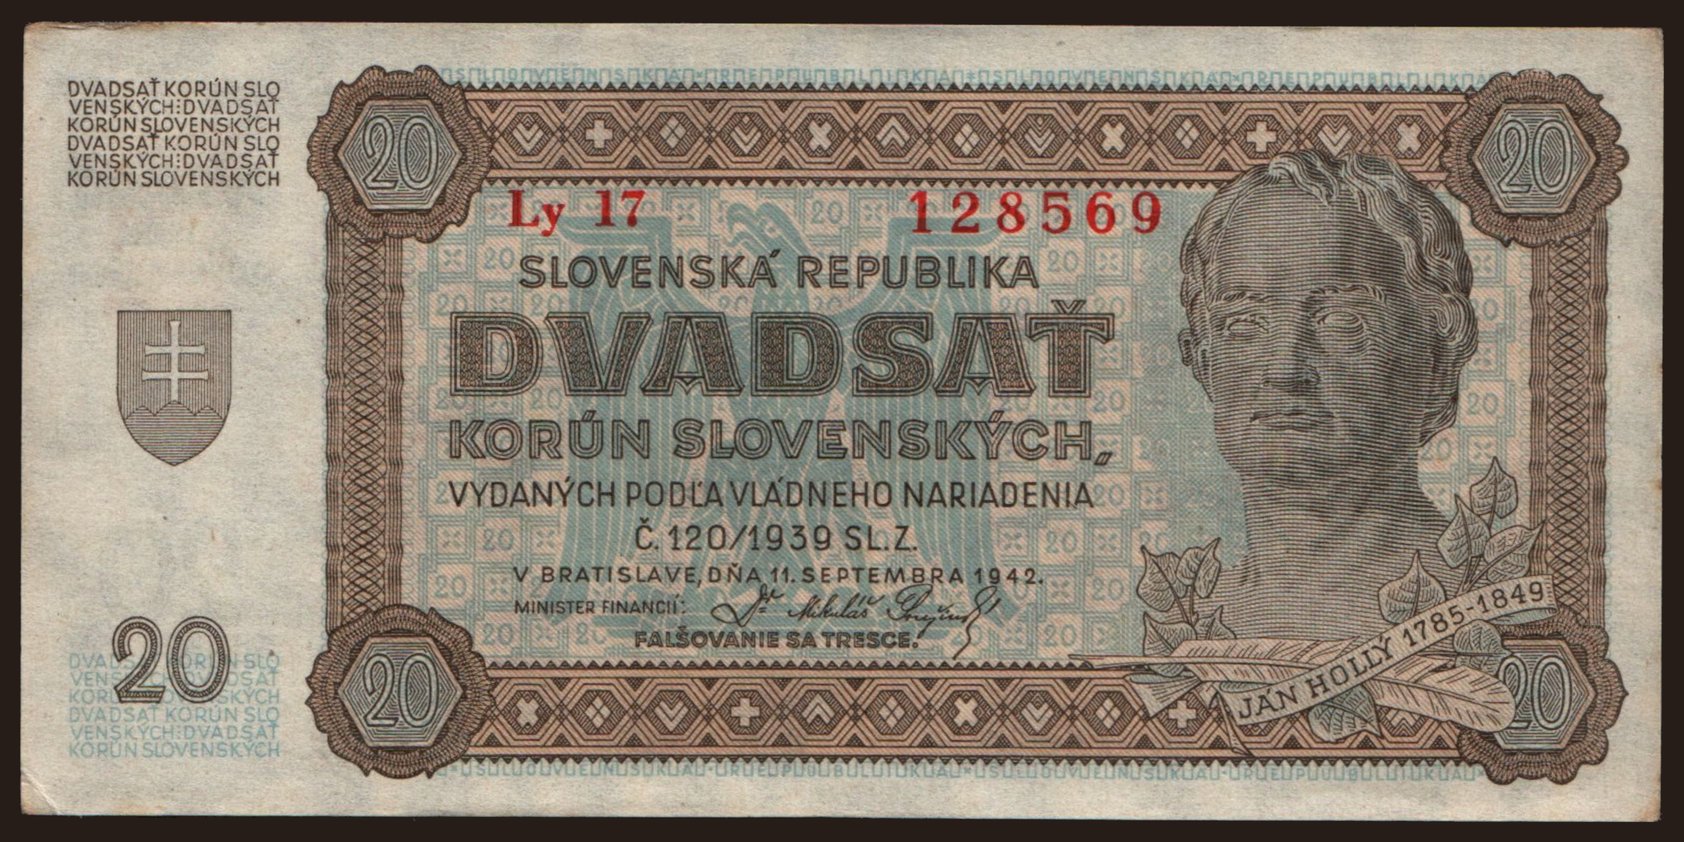 DVADSAŤ KORÚN SLO
VENSKÝCH:DVADSAŤ
KORÚN SLOVENSKÝCH
DVADSAŤ KORÚN SLO
VENSKÝCH:DVADSAŤ
KORÚN SLOVENSKÝCH
20
20
Ly 17 128569
SLOVENSKÁ REPUBLIKA
DVADSAŤ
KORÚN SLOVENSKÝCH„
VYDANÝCH PODĽA VLÁDNEHO NARIADENIA
Č. 120/1939 SL. Z.
V BRATISLAVE, DŇA 11. SEPTEMBRA 1942.
MINISTER FINANCIÍ: Dr Mikuláš
FALŠOVANIE SA TRESCE.
JÁN HOLLÝ 1785-1849
20
DVADSAŤ KORÚN SLO
VENSKÝCH:DVADSAŤ
KORÚN SLOVENSKÝCH
DVADSAŤ KORÚN SLO
VENSKÝCH:DVADSAŤ
KORÚN SLOVENSKÝCH
20
20